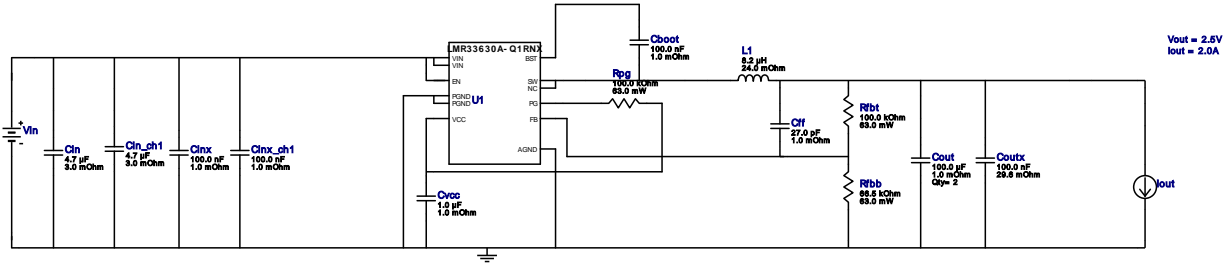 LMR33630A- Q1RNX
VIN
VIN
EN
PGND
PGND
VCC
BST
SW
NC
PG
FB
AGND
U1
Cboot
100.0 nF
1.0 mOhm
L1
8.2 µH
24.0 mOhm
Vout = 2.5V
Iout = 2.0A
Rpg
100.0 kOhm
63.0 mW
Vin
+
-
Cin
4.7 µF
3.0 mOhm
Cin_ch1
4.7 µF
3.0 mOhm
Cinx
100.0 nF
1.0 mOhm
Cinx_ch1
100.0 nF
1.0 mOhm
Cff
27.0 pF
1.0 mOhm
Rfbt
100.0 kOhm
63.0 mW
Cout
100.0 µF
1.0 mOhm
Qty= 2
Coutx
100.0 nF
29.6 mOhm
Rfbb
66.5 kOhm
63.0 mW
Iout
Cvcc
1.0 µF
1.0 mOhm